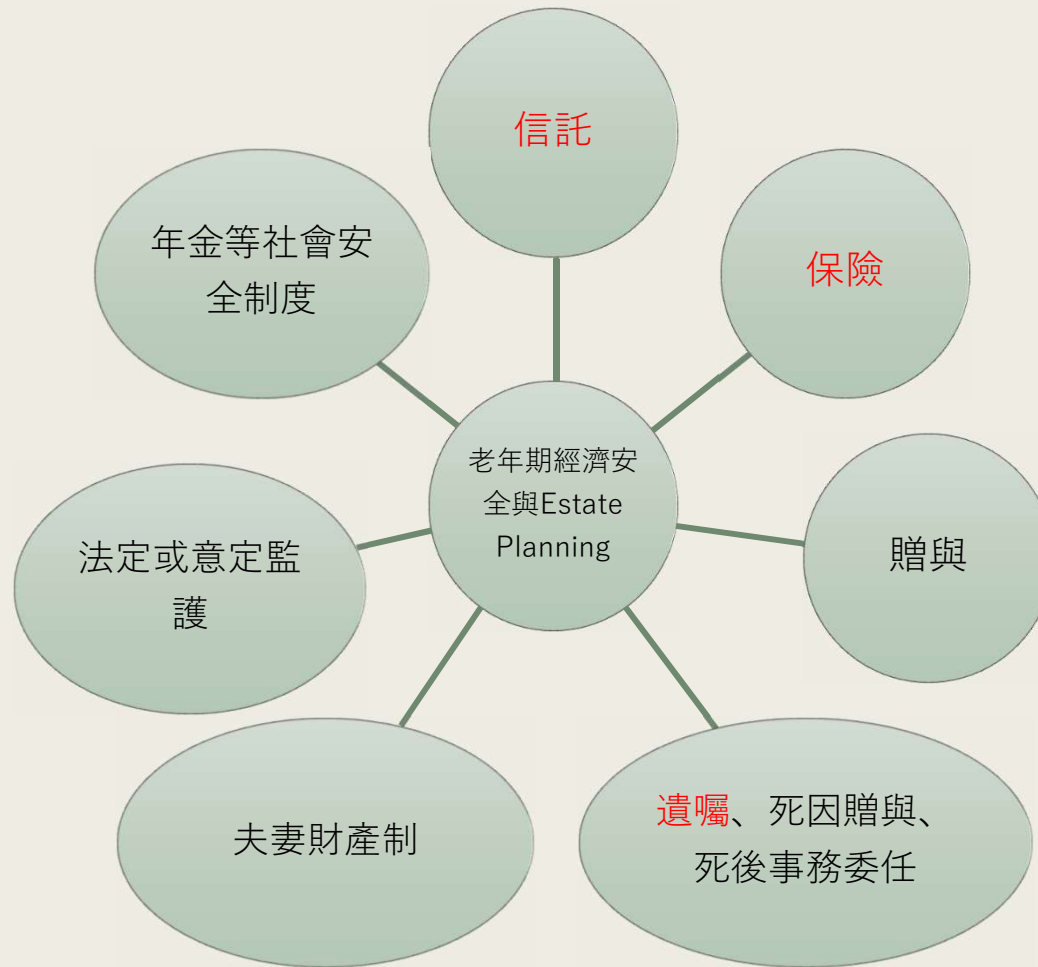 信託
年金等社會安
全制度
保險
老年期經濟安
全與Estate
Planning
法定或意定監
護
贈與
夫妻財產制
遺囑、死因贈與、
死後事務委任